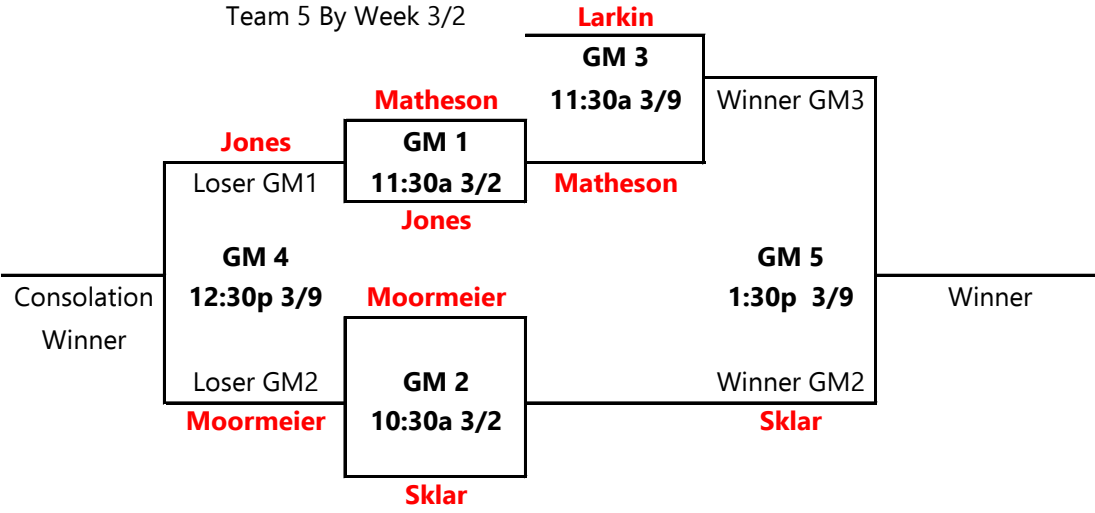 Team 5 By Week 3/2
Larkin
GM 3
11:30a 3/9
Winner GM3
Matheson
GM 1
11:30a 3/2
Jones
Jones
Loser GM1
Matheson
GM 4
12:30p 3/9
Consolation
Winner
Moormeier
GM 5
1:30p 3/9
Winner
Loser GM2
Moormeier
GM 2
10:30a 3/2
Sklar
Winner GM2
Sklar